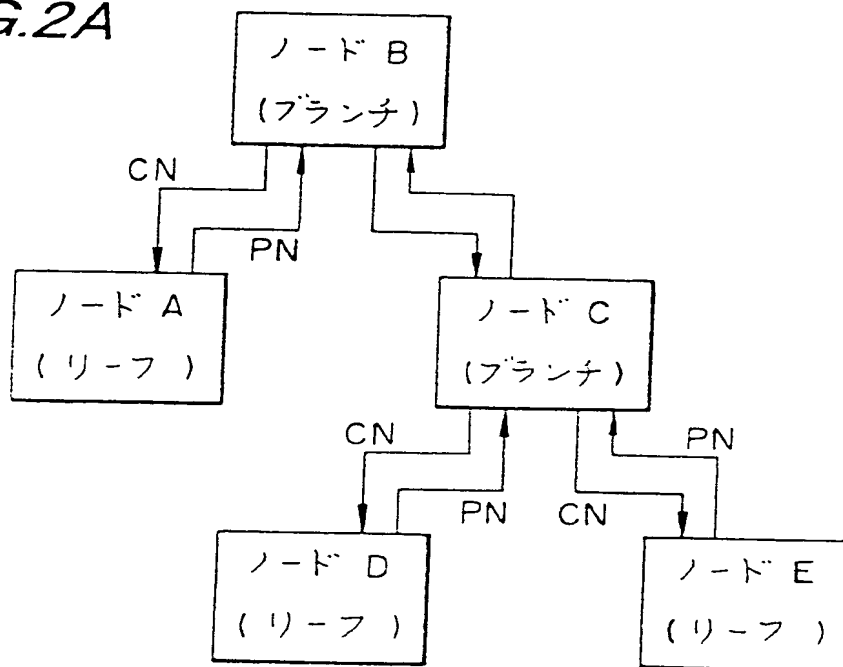 G.2A
ノード B
(ブランチ)
CN
PN
ノード A
(リーフ)
ノード C
(ブランチ)
CN
PN
CN
PN
ノード D
(リーフ)
ノード E
(リーフ)